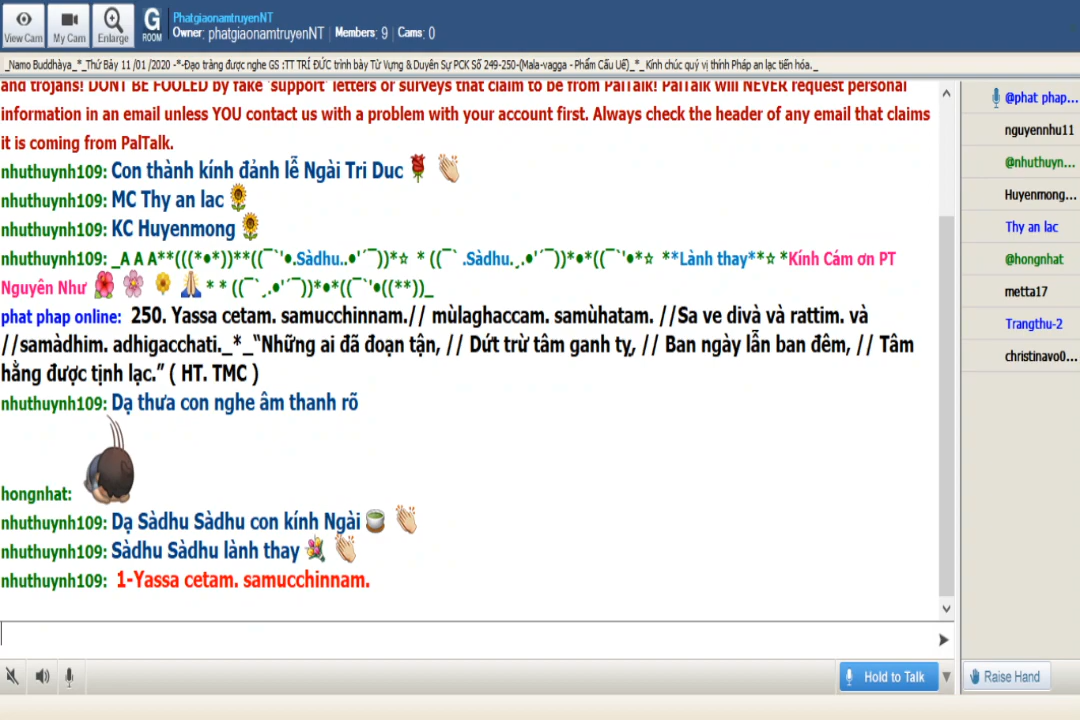 View Cam
My Cam
Enlarge
G
ROOM
PhatgiaonamtruyenNT
Owner: phatgiaonamtruyenNT | Members: 9 | Cams: 0
_Namo Buddhàya_*_Thứ Bảy 11 /01 /2020 -*-Đạo tràng được nghe GS :TT TRÍ ĐỨC trình bày Từ Vựng & Duyên Sự PCK Số 249-250-(Mala-vagga - Phẩm Cấu Uế)_*_ Kính chúc quý vị thính Pháp an lạc tiến hóa._
and trojans! DONT BE FOOLED by fake 'support' letters or surveys that claim to be from PalTalk! PalTalk will NEVER request personal
information in an email unless YOU contact us with a problem with your account first. Always check the header of any email that claims
it is coming from PalTalk.
nhuthuynh109: Con thành kính đảnh lễ Ngài Tri Duc
nhuthuynh109: MC Thy an lac
nhuthuynh109: KC Huyenmong
nhuthuynh109: _A A A**(((*•*))**((¯`'•.Sàdhu..•'´¯))*☆ * ((¯` .Sàdhu.¸.•'´¯))*•*((¯`'•*☆ **Lành thay**☆ *Kính Cám ơn PT
Nguyên Như * * ((¯`¸.•'´¯))*•*((¯`'•((**))_
phat phap online: 250. Yassa cetam. samucchinnam.// mùlaghaccam. samùhatam. //Sa ve divà và rattim. và
//samàdhim. adhigacchati._*_“Những ai đã đoạn tận, // Dứt trừ tâm ganh tỵ, // Ban ngày lẫn ban đêm, // Tâm
hằng được tịnh lạc.” ( HT. TMC )
nhuthuynh109: Dạ thưa con nghe âm thanh rõ
hongnhat:
nhuthuynh109: Dạ Sàdhu Sàdhu con kính Ngài
nhuthuynh109: Sàdhu Sàdhu lành thay
nhuthuynh109: 1-Yassa cetam. samucchinnam.
@phat phap...
nguyennhu11
@nhuthuyn...
Huyenmong...
Thy an lac
@hongnhat
metta17
Trangthu-2
christinavo0...
Hold to Talk
Raise Hand